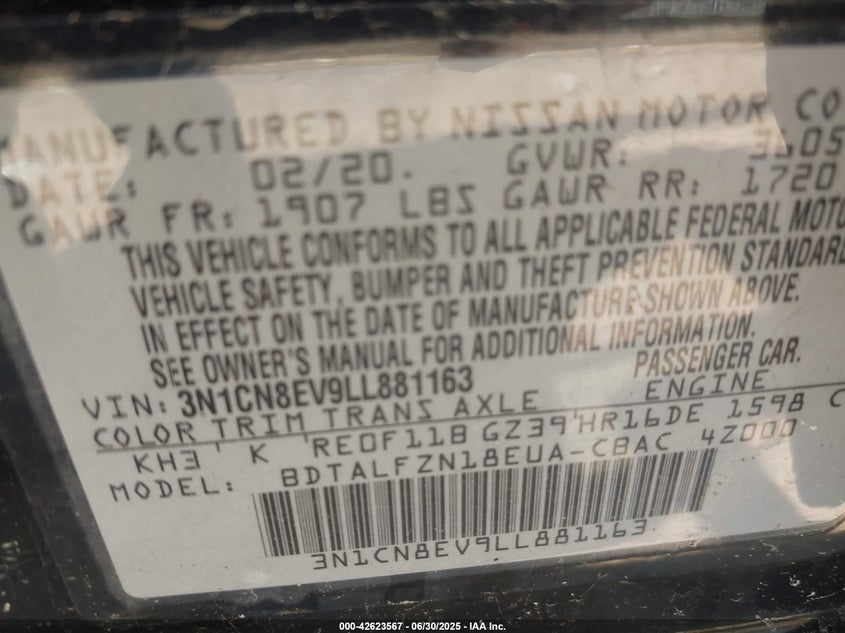 MANUFACTURED BY NISSAN MOTOR CO
DATE: 02/20. GVWR: 3605
GAWR FR: 1907 LBS GAWR RR: 1720
THIS VEHICLE CONFORMS TO ALL APPLICABLE FEDERAL MOTO
VEHICLE SAFETY, BUMPER AND THEFT PREVENTION STANDARD
IN EFFECT ON THE DATE OF MANUFACTURE SHOWN ABOVE.
SEE OWNER'S MANUAL FOR ADDITIONAL INFORMATION.
VIN: 3N1CN8EV9LL881163 PASSENGER CAR.
COLOR TRIM TRANS AXLE ENGINE
KH3 K RE0F11B GZ39 HR16DE 1598 C
MODEL: BDTALFZN18EUA-CBAC 4Z000
3N1CN8EV9LL881163
000-42623567 - 06/30/2025 - IAA Inc.